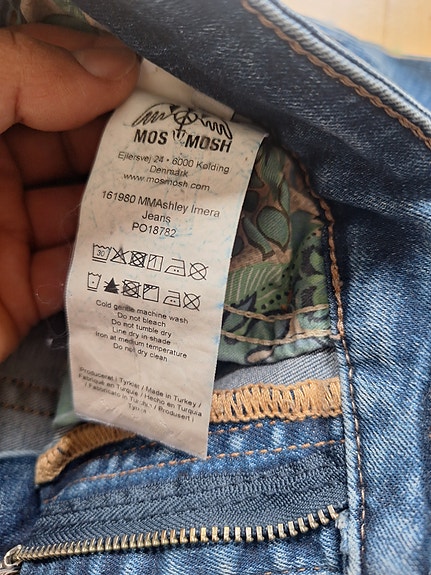 MOS MOSH
Ejlersvej 24 • 6000 Kolding
Denmark
www.mosmosh.com
161980 MMAshley Imera
Jeans
PO18782
30
Cold gentle machine wash
Do not bleach
Do not tumble dry
Line dry in shade
Iron at medium temperature
Do not dry clean
Produceret i Tyrkiet / Made in Turkey /
Fabriqué en Turquie / Hecho en Turquía
/ Fabbricato in Turchia / Produsert i
Tyrkia